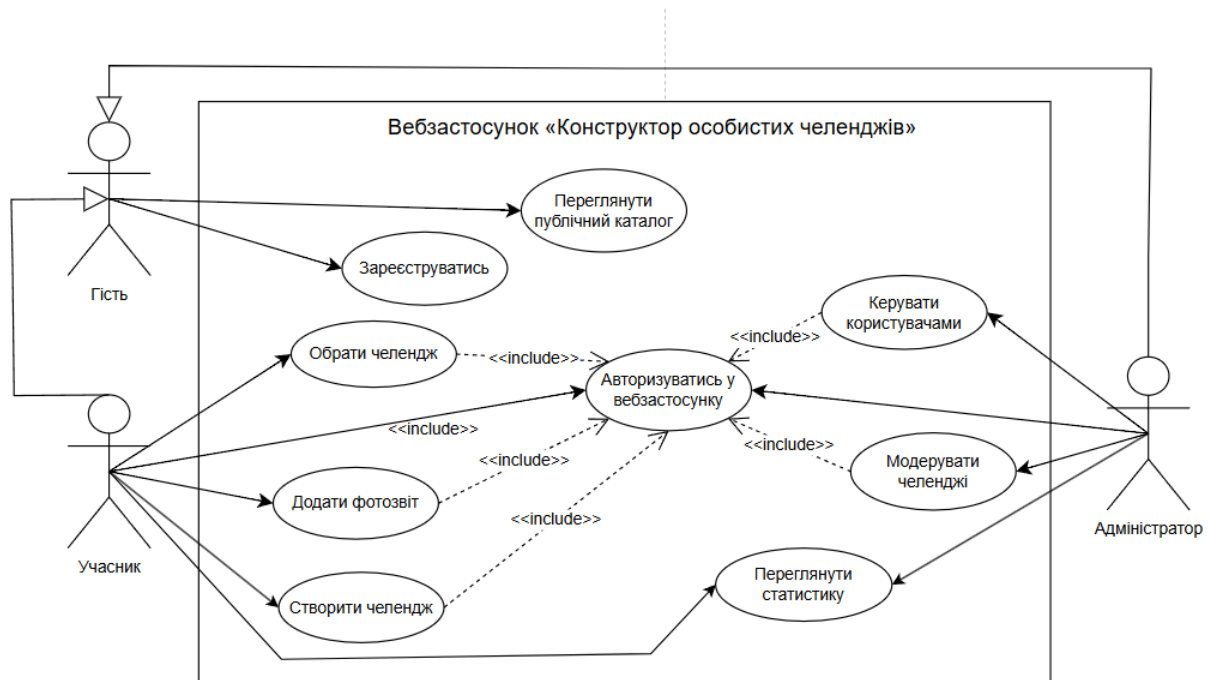 Вебзастосунок «Конструктор особистих челенджів»
Переглянути
публічний каталог
Зареєструватись
Гість
Керувати
користувачами
<<include>>
Обрати челендж
<<include>>
Авторизуватись у
вебзастосунку
<<include>>
<<include>>
<<include>>
Модерувати
челенджі
Додати фотозвіт
<<include>>
Адміністратор
Учасник
Переглянути
статистику
Створити челендж